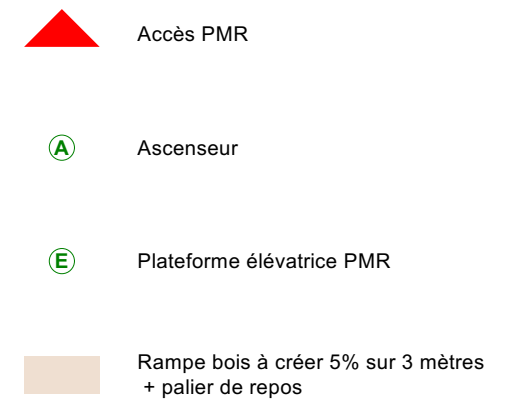 Accès PMR
A Ascenseur
E Plateforme élévatrice PMR
Rampe bois à créer 5% sur 3 mètres
+ palier de repos